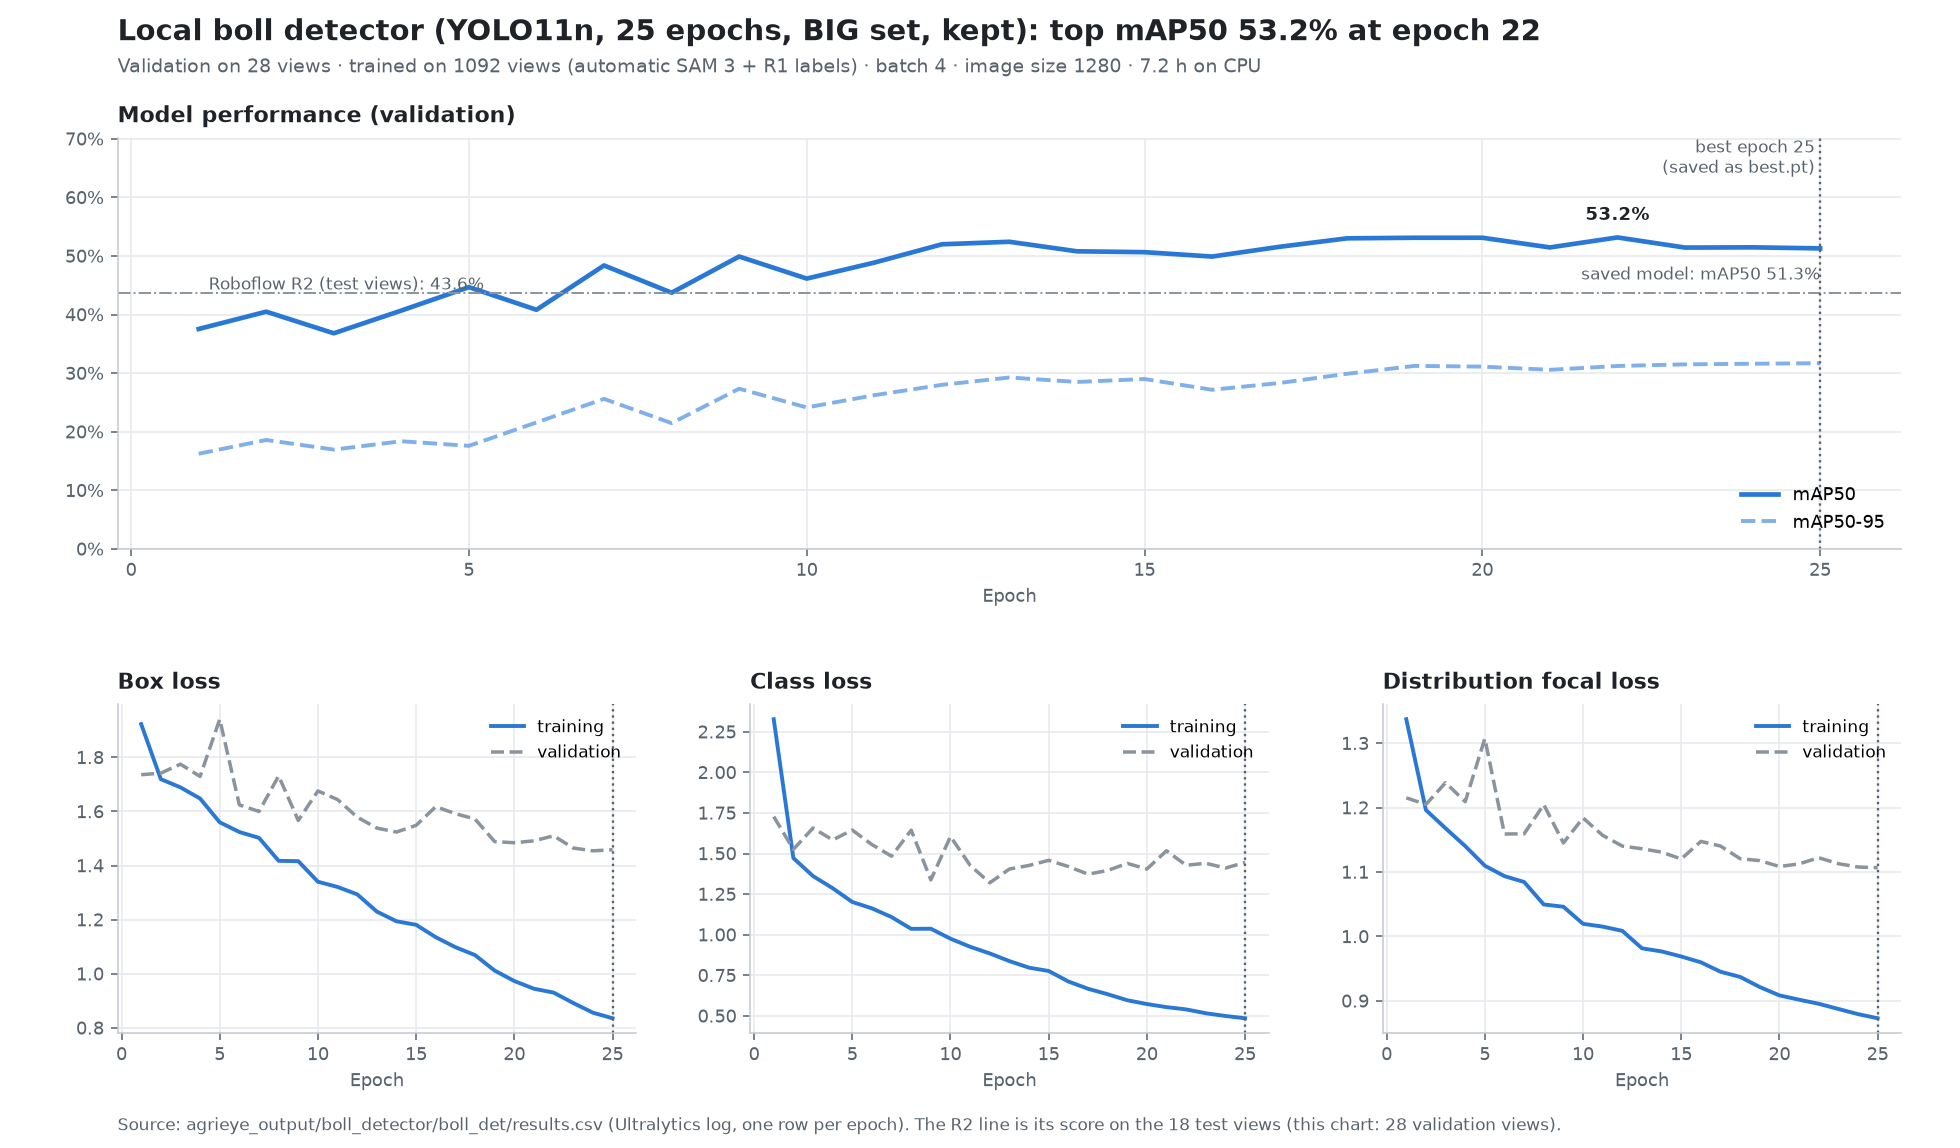 Local boll detector (YOLO11n, 25 epochs, BIG set, kept): top mAP50 53.2% at epoch 22
Validation on 28 views · trained on 1092 views (automatic SAM 3 + R1 labels) · batch 4 · image size 1280 · 7.2 h on CPU
Model performance (validation)
70%
60%
50%
40%
30%
20%
10%
0%
best epoch 25
(saved as best.pt)
53.2%
Roboflow R2 (test views): 43.6%
saved model: mAP50 51.3%
mAP50
mAP50-95
0 5 10 15 20 25
Epoch
Box loss
training
validation
1.8
1.6
1.4
1.2
1.0
0.8
0 5 10 15 20 25
Epoch
Class loss
training
validation
2.25
2.00
1.75
1.50
1.25
1.00
0.75
0.50
0 5 10 15 20 25
Epoch
Distribution focal loss
training
validation
1.3
1.2
1.1
1.0
0.9
0 5 10 15 20 25
Epoch
Source: agrieye_output/boll_detector/boll_det/results.csv (Ultralytics log, one row per epoch). The R2 line is its score on the 18 test views (this chart: 28 validation views).